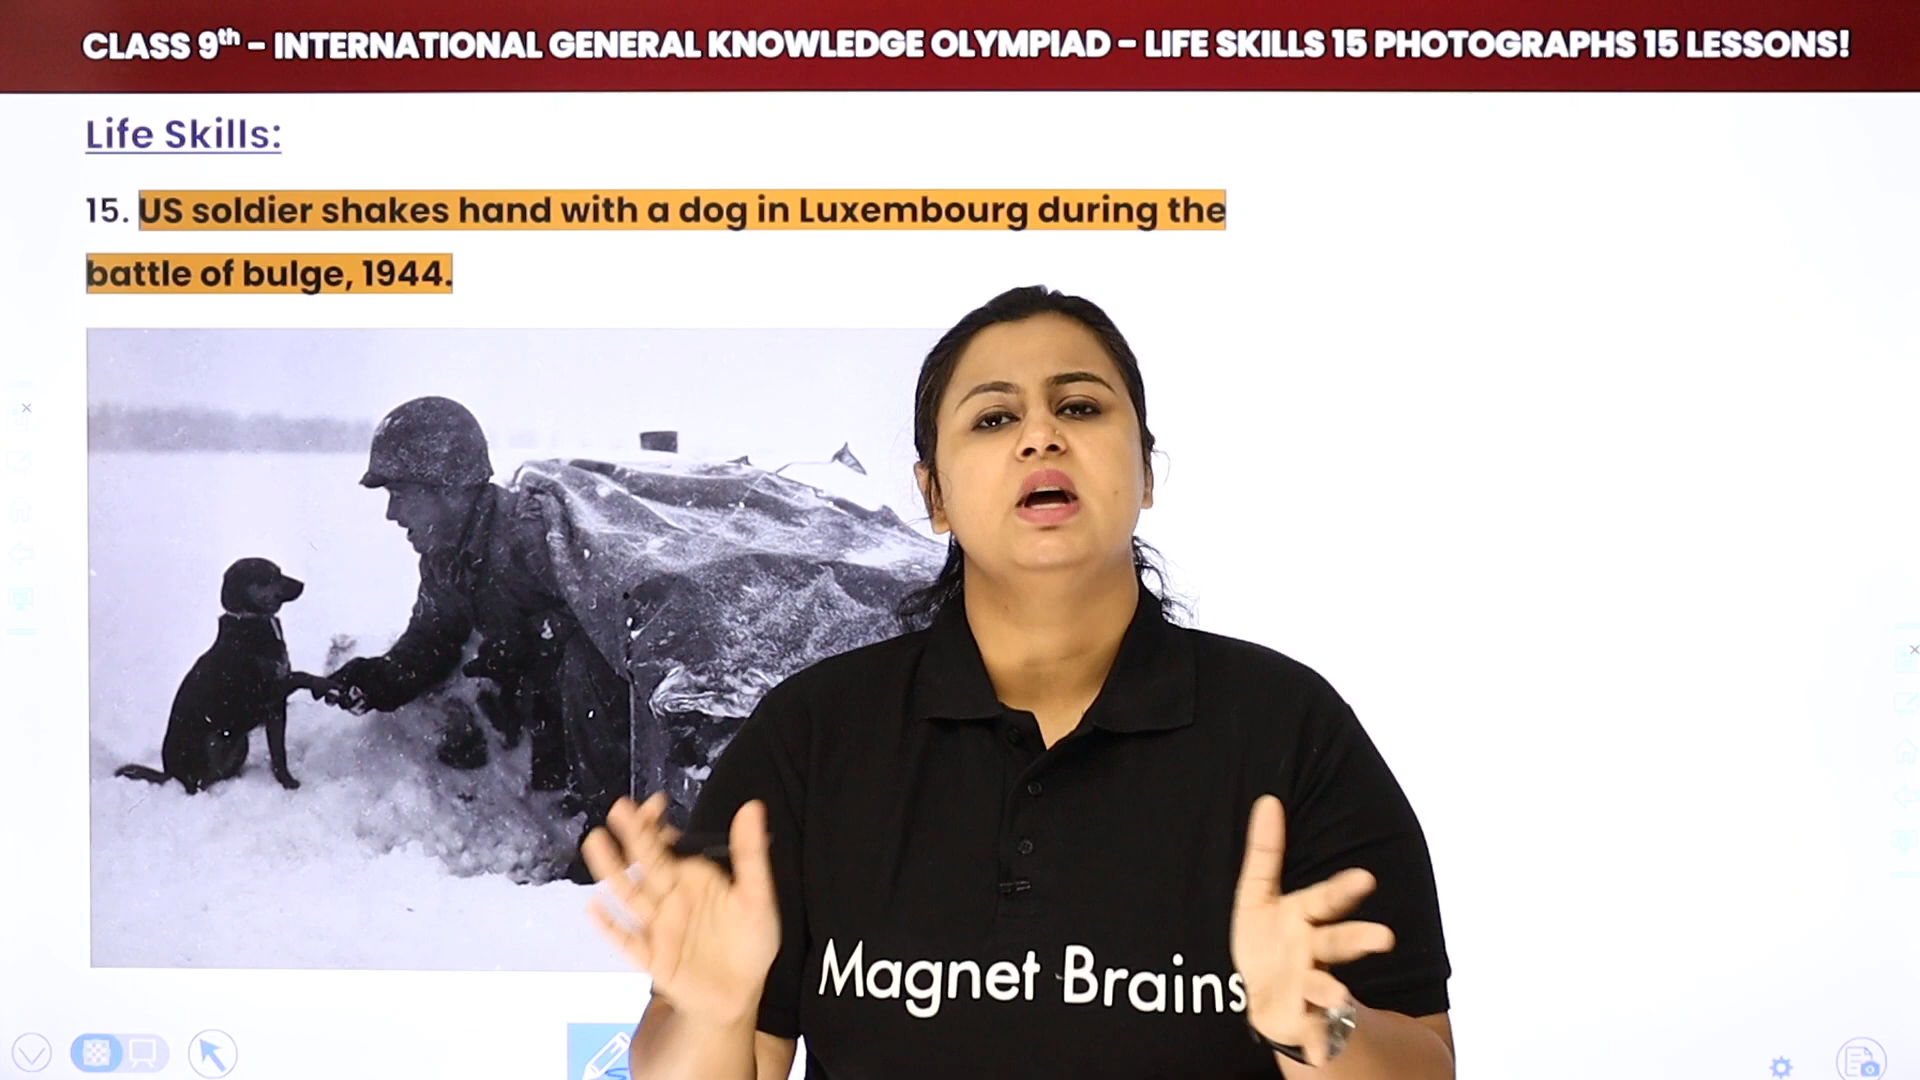 CLASS 9th - INTERNATIONAL GENERAL KNOWLEDGE OLYMPIAD - LIFE SKILLS 15 PHOTOGRAPHS 15 LESSONS!
Life Skills:
15. US soldier shakes hand with a dog in Luxembourg during the
battle of bulge, 1944.
Magnet Brains